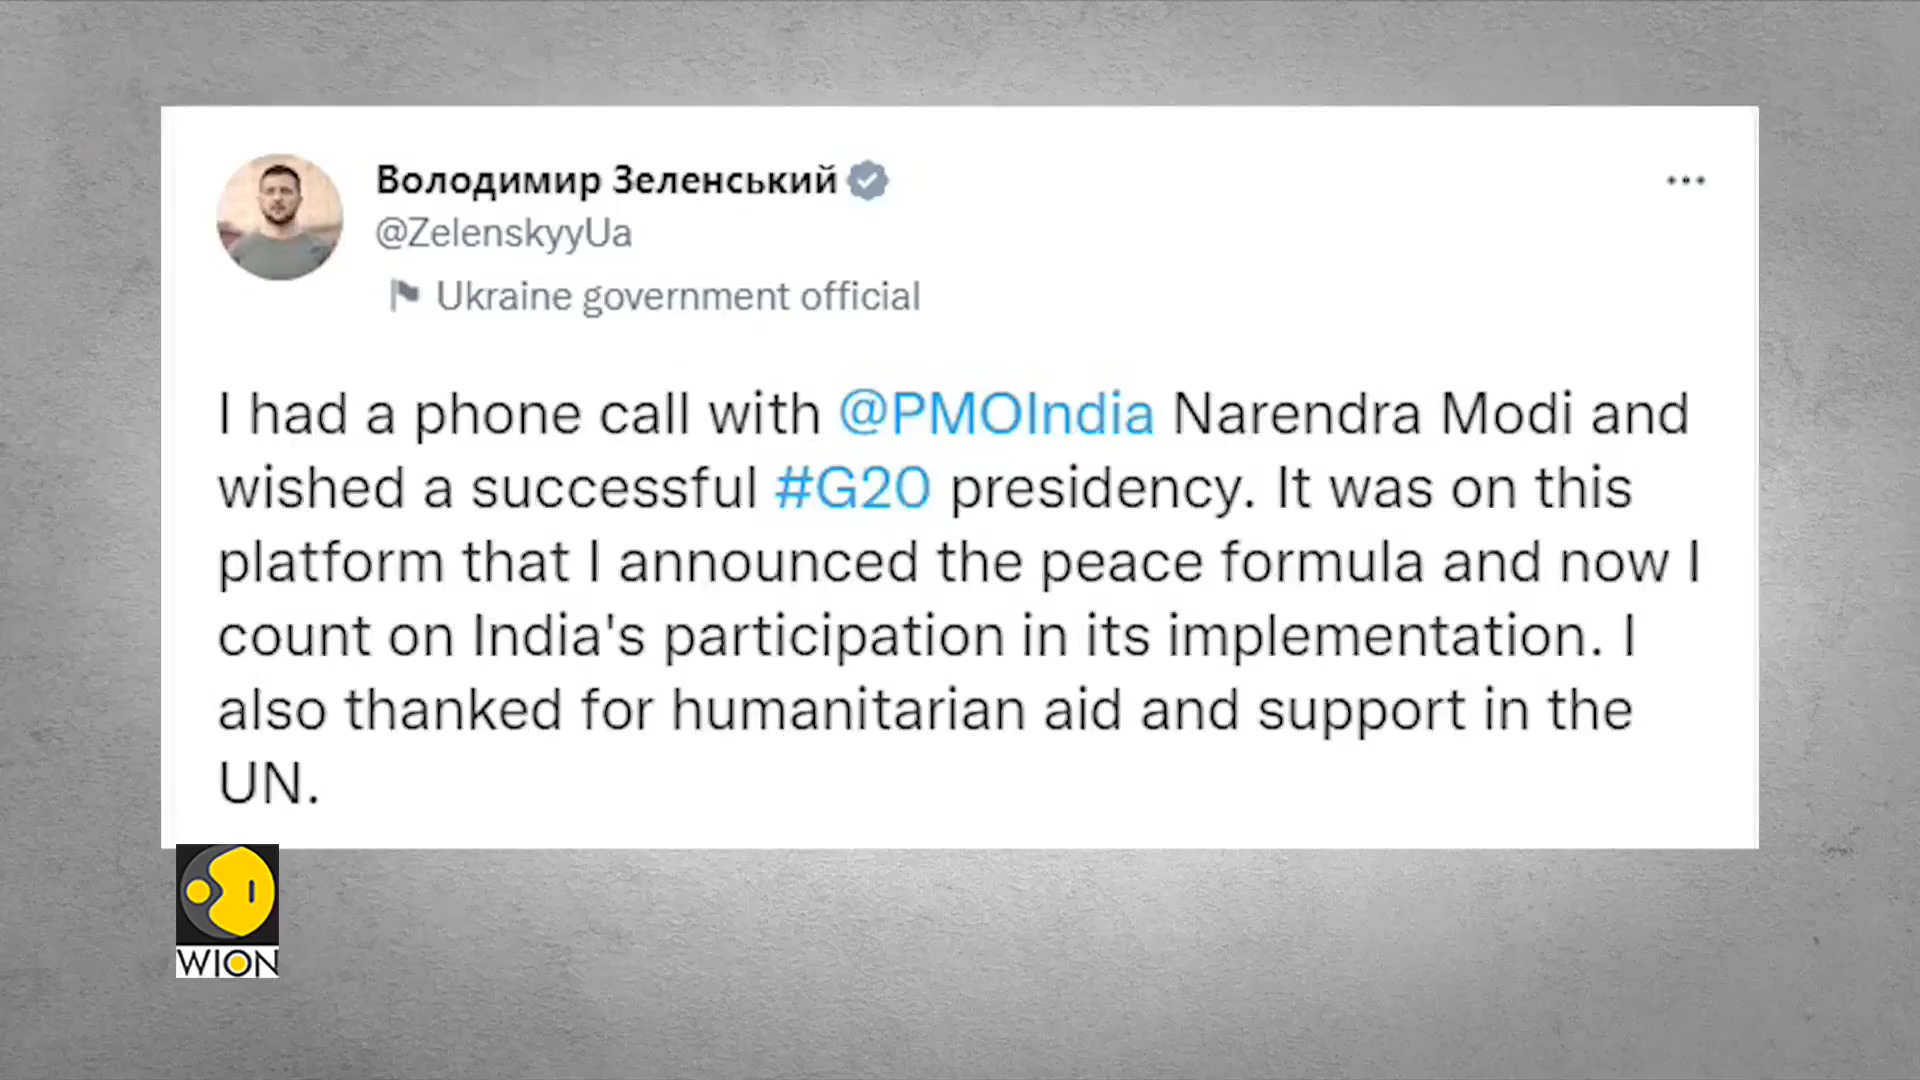 Володимир Зеленський
@ZelenskyyUa
Ukraine government official
I had a phone call with @PMOIndia Narendra Modi and
wished a successful #G20 presidency. It was on this
platform that I announced the peace formula and now I
count on India's participation in its implementation. I
also thanked for humanitarian aid and support in the
UN.
WION